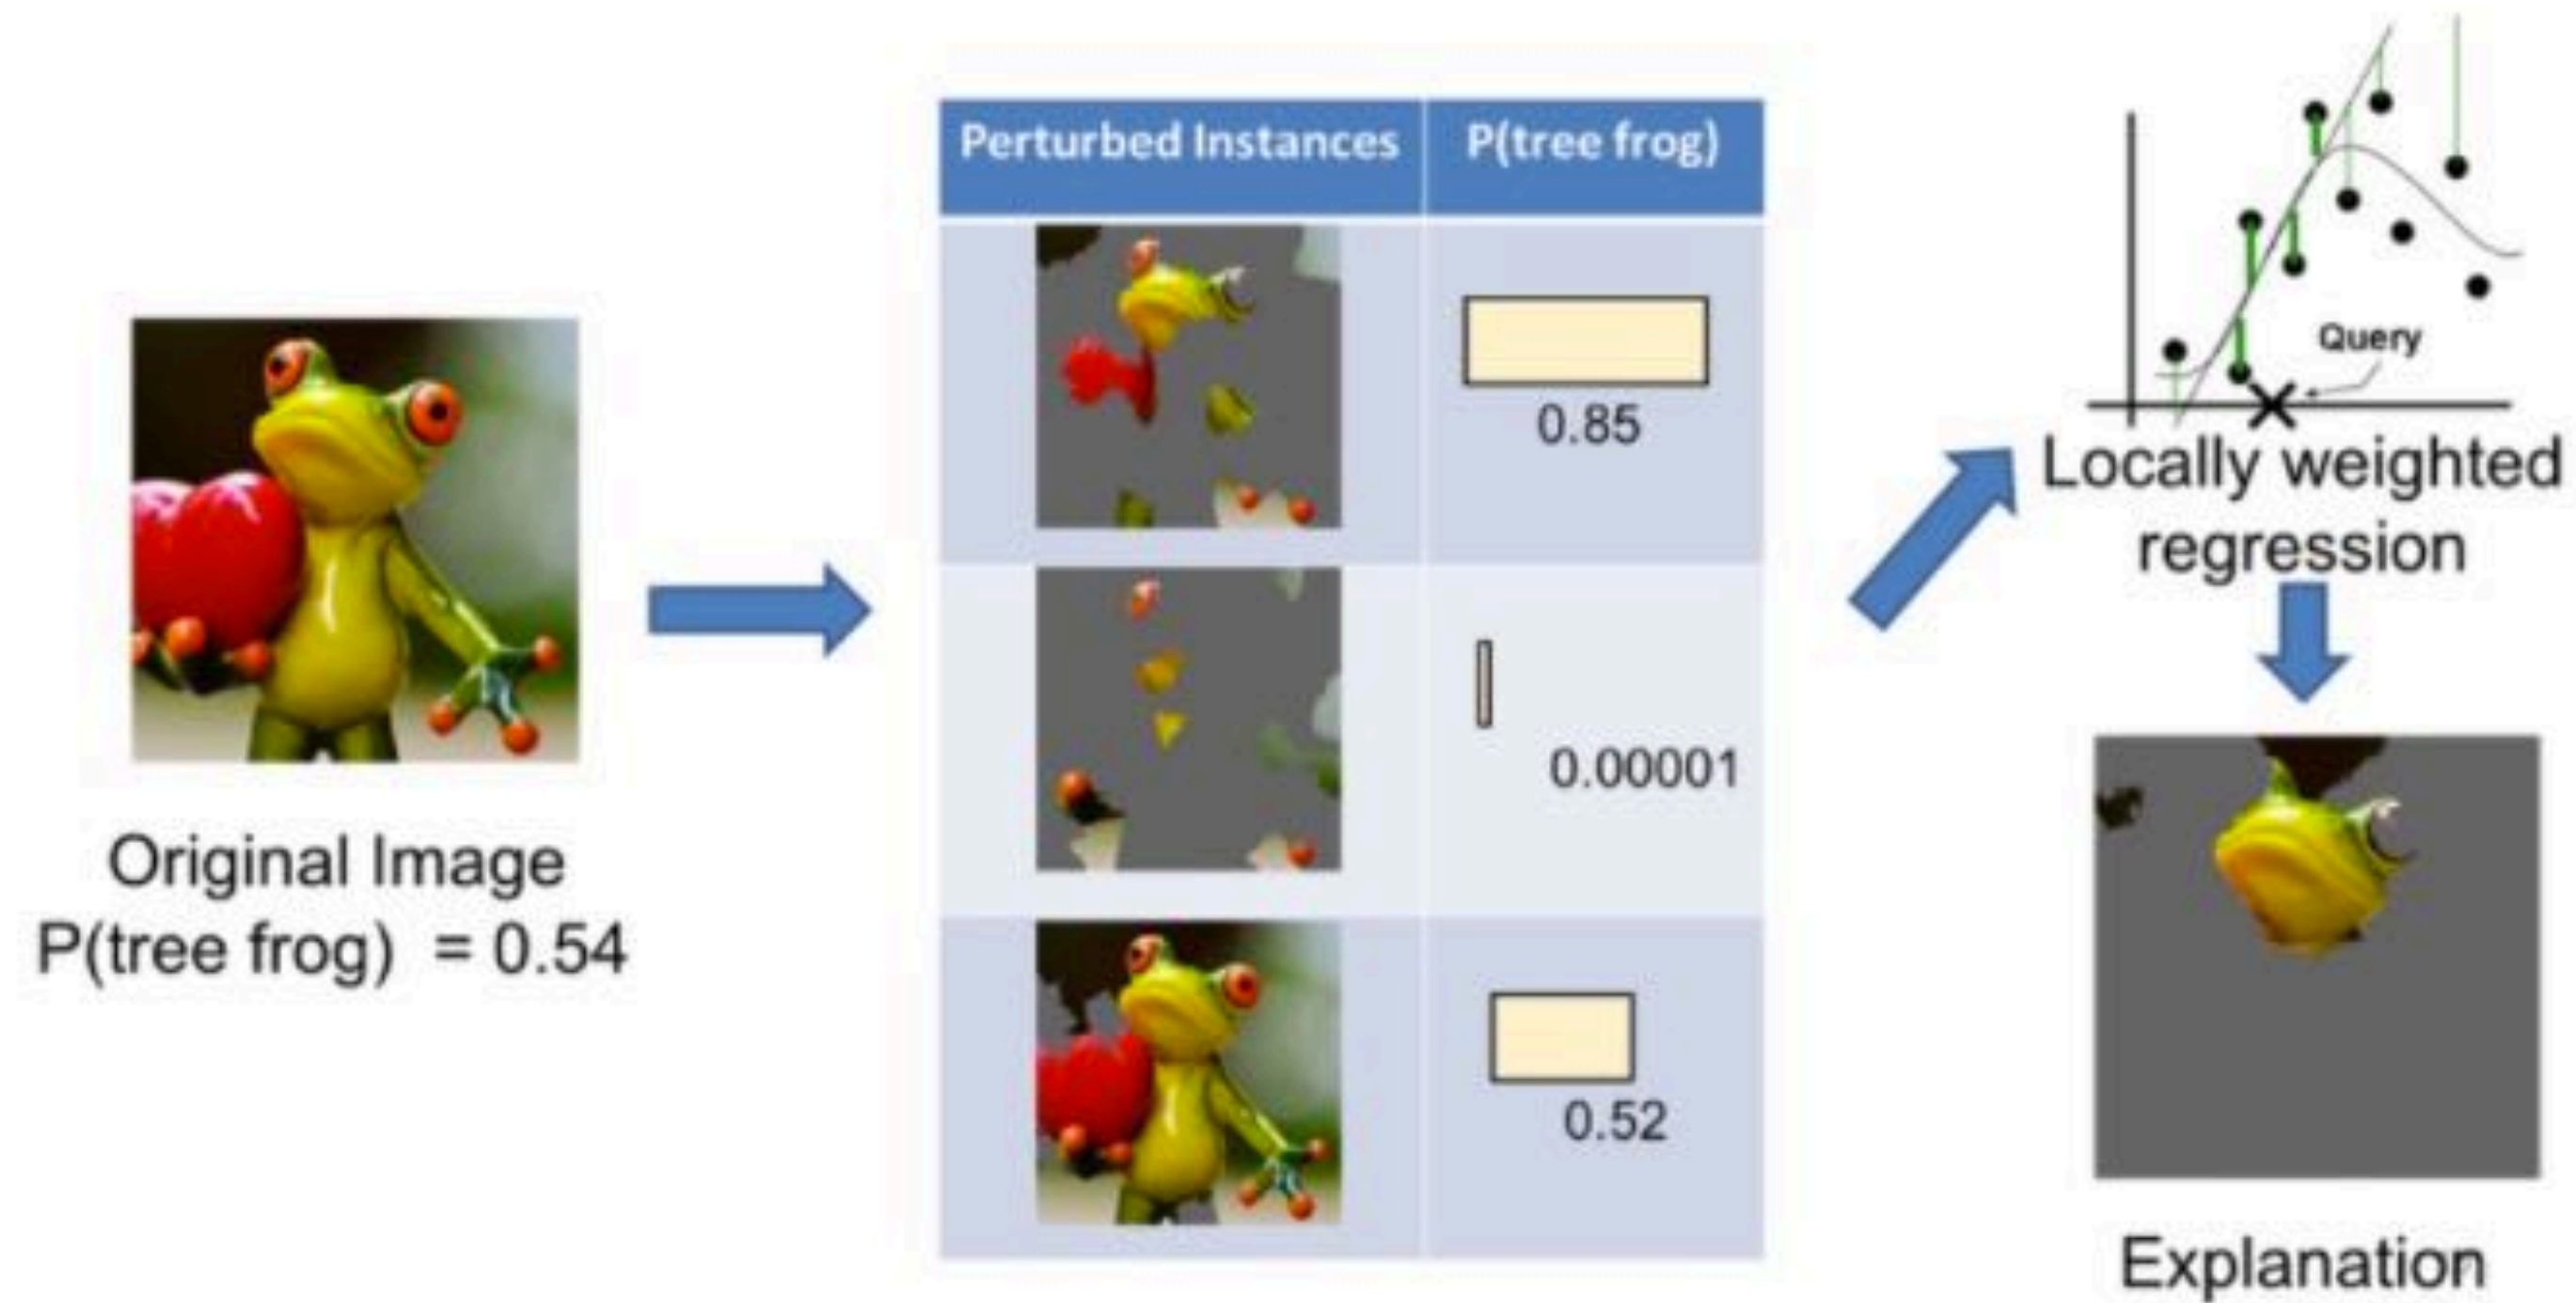 Original Image
P(tree frog) = 0.54
Perturbed Instances
P(tree frog)
0.85
0.00001
0.52
Query
Locally weighted
regression
Explanation